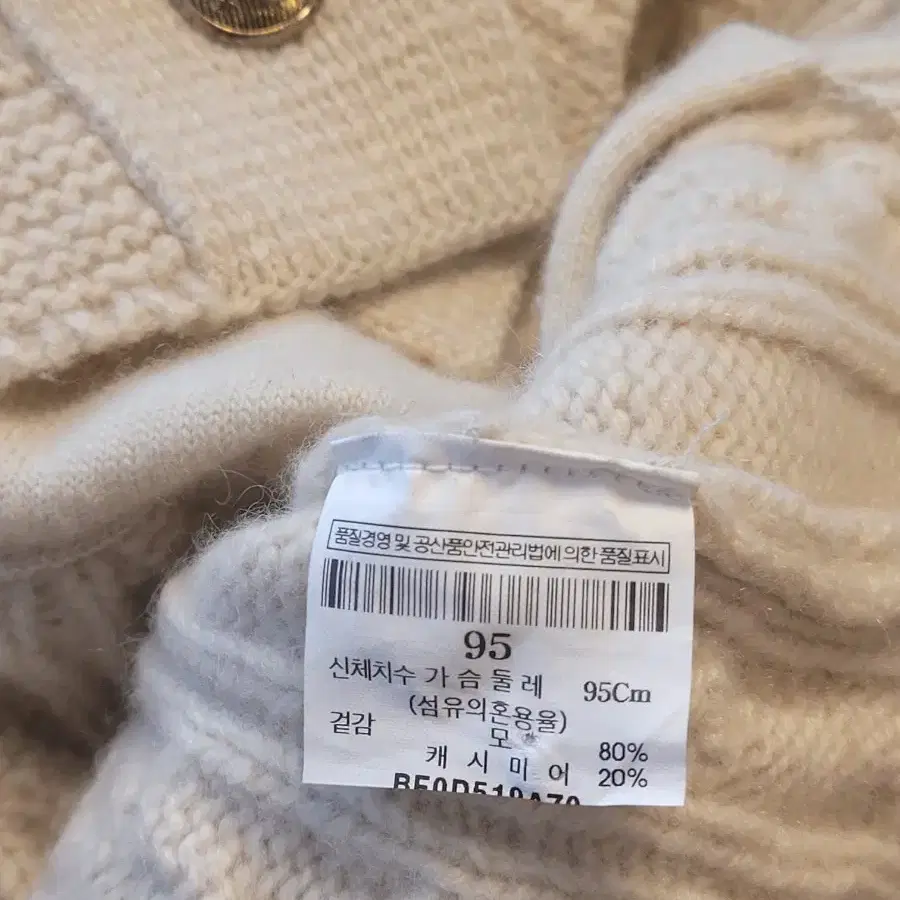 품질경영 및 공산품안전관리법에 의한 품질표시
95
신체치수 가 슴 둘 레 95Cm
(섬유의혼용율)
겉감 모 80%
캐 시 미 어 20%